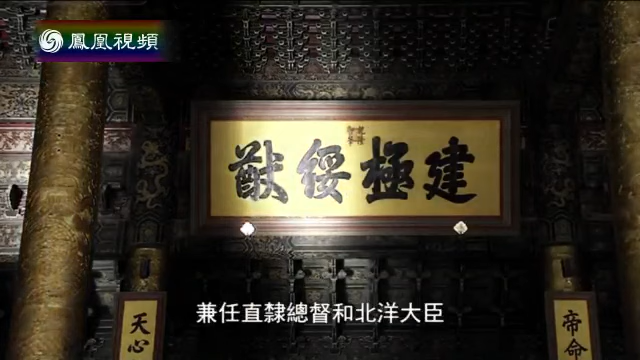 鳳凰視頻
建極綏猷
帝命
天心
兼任直隸總督和北洋大臣